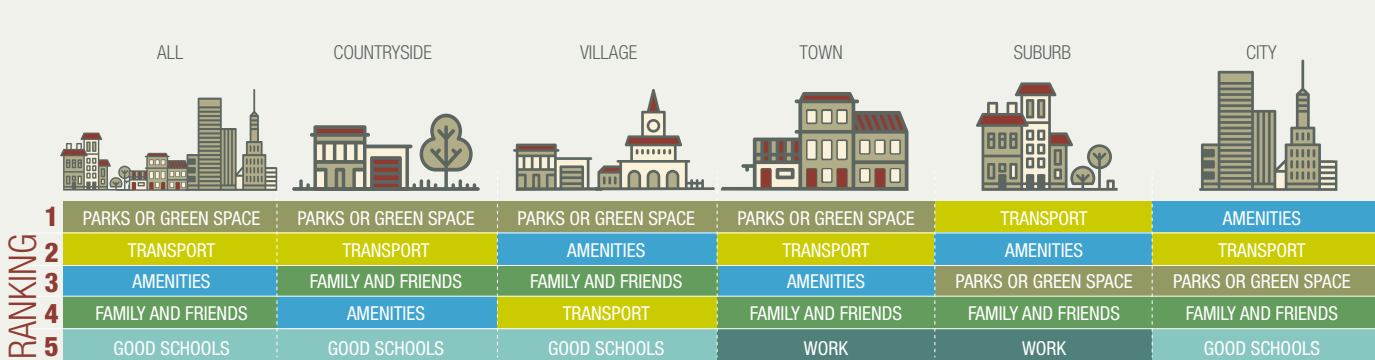 ALL COUNTRYSIDE VILLAGE TOWN SUBURB CITY
RANKING
1 PARKS OR GREEN SPACE PARKS OR GREEN SPACE PARKS OR GREEN SPACE PARKS OR GREEN SPACE TRANSPORT AMENITIES
2 TRANSPORT TRANSPORT AMENITIES TRANSPORT AMENITIES TRANSPORT
3 AMENITIES FAMILY AND FRIENDS FAMILY AND FRIENDS AMENITIES PARKS OR GREEN SPACE PARKS OR GREEN SPACE
4 FAMILY AND FRIENDS AMENITIES TRANSPORT FAMILY AND FRIENDS FAMILY AND FRIENDS FAMILY AND FRIENDS
5 GOOD SCHOOLS GOOD SCHOOLS GOOD SCHOOLS WORK WORK GOOD SCHOOLS